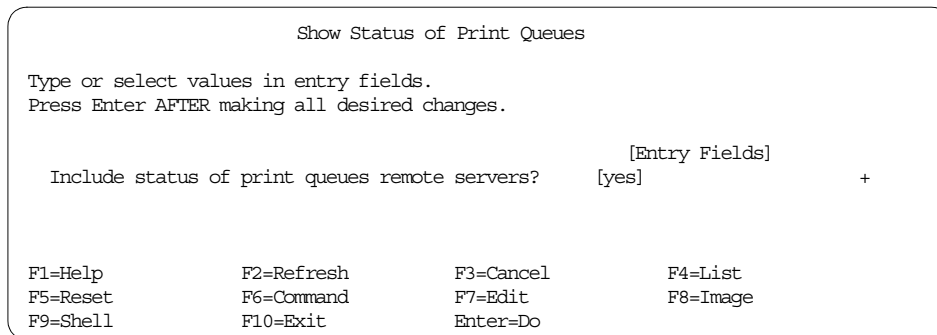 Show Status of Print Queues
Type or select values in entry fields.
Press Enter AFTER making all desired changes.
[Entry Fields]
Include status of print queues remote servers? [yes] +
F1=Help F2=Refresh F3=Cancel F4=List
F5=Reset F6=Command F7=Edit F8=Image
F9=Shell F10=Exit Enter=Do